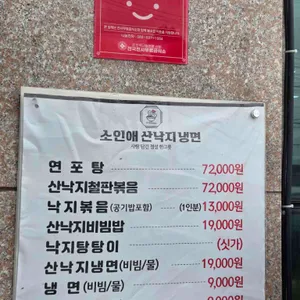 소인애 산낙지냉면
연포탕 72,000원
산낙지철판볶음 72,000원
낙지볶음(공기밥포함) (1인분)13,000원
산낙지비빔밥 19,000원
낙지탕탕이 (싯가)
산낙지냉면(비빔/물) 19,000원
냉면(비빔/물) 9,000원